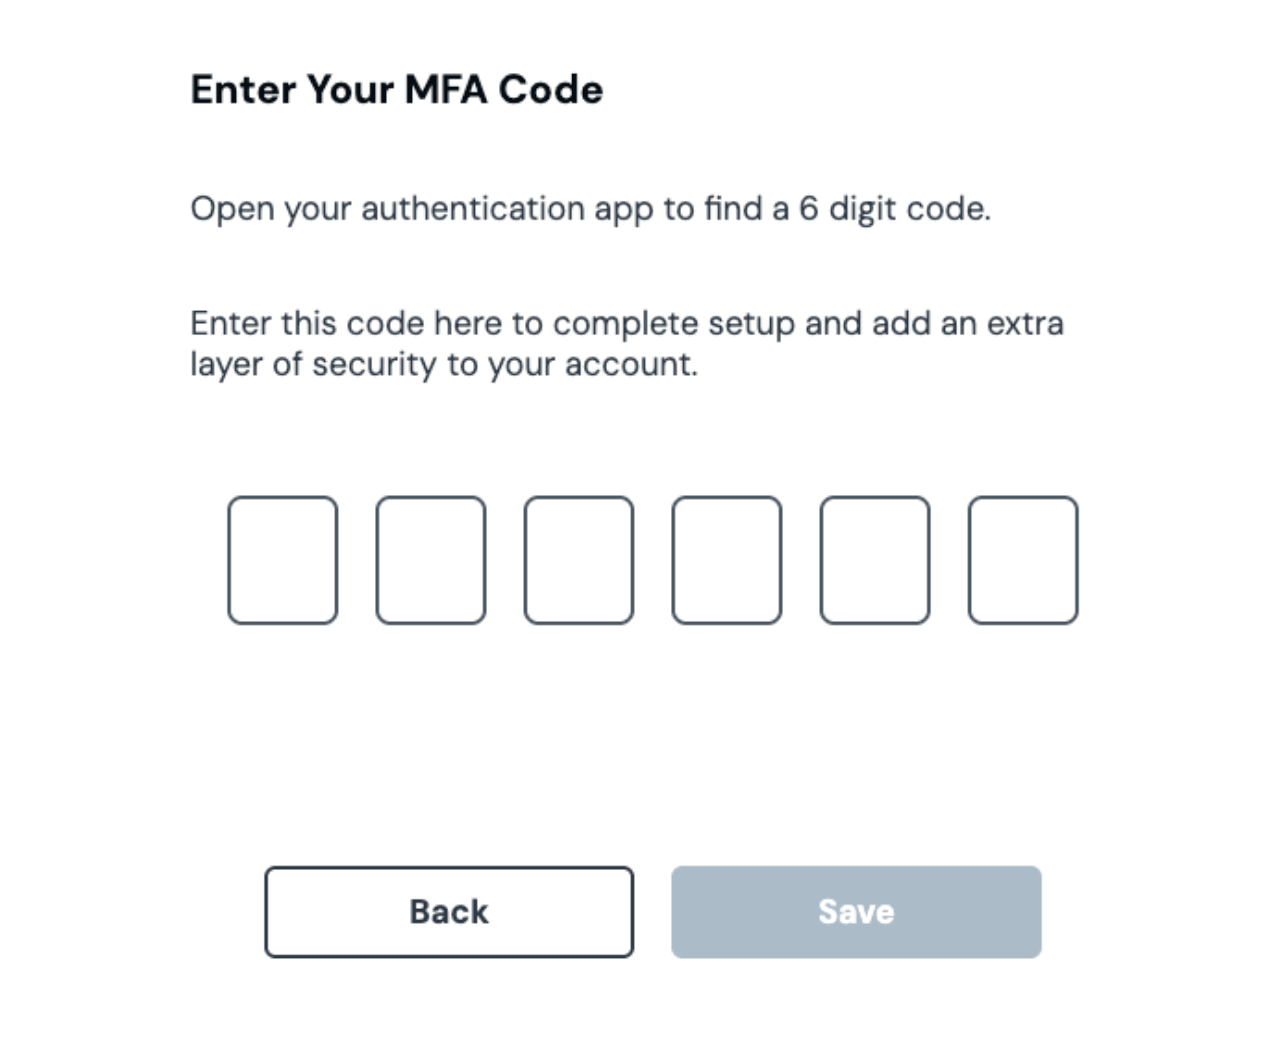 Enter Your MFA Code
Open your authentication app to find a 6 digit code.
Enter this code here to complete setup and add an extra
layer of security to your account.
Back
Save